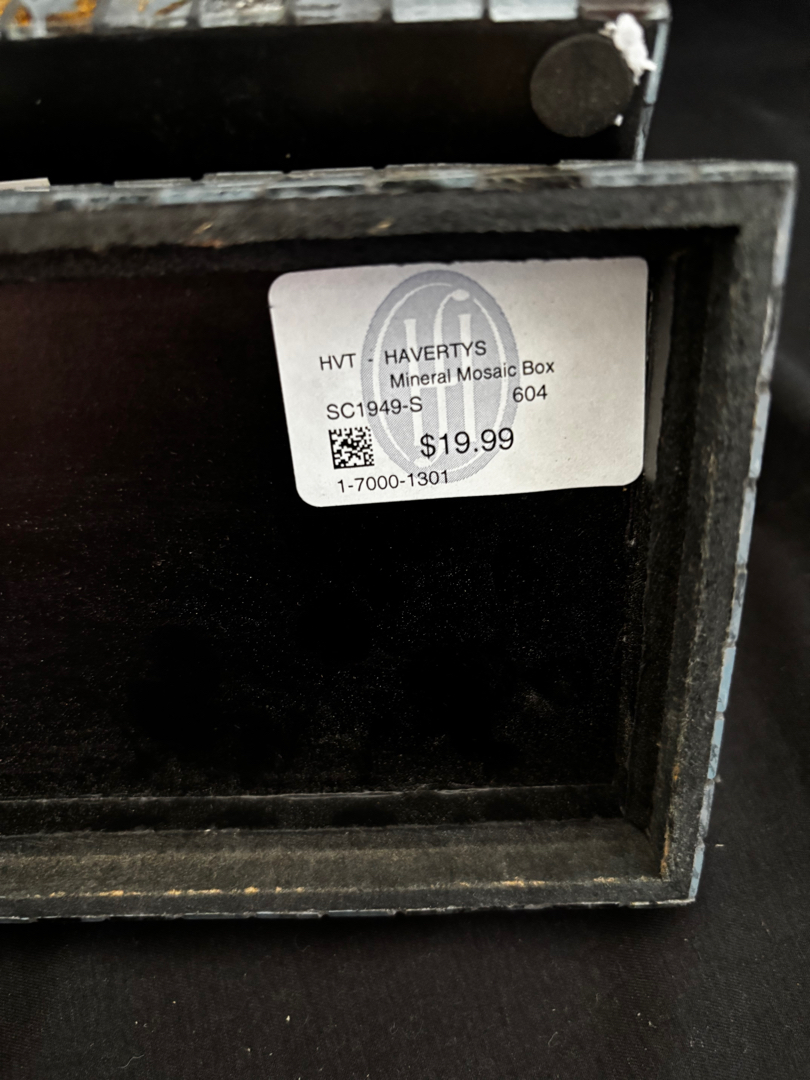 HVT - HAVERTYS
Mineral Mosaic Box
SC1949-S 604
$19.99
1-7000-1301